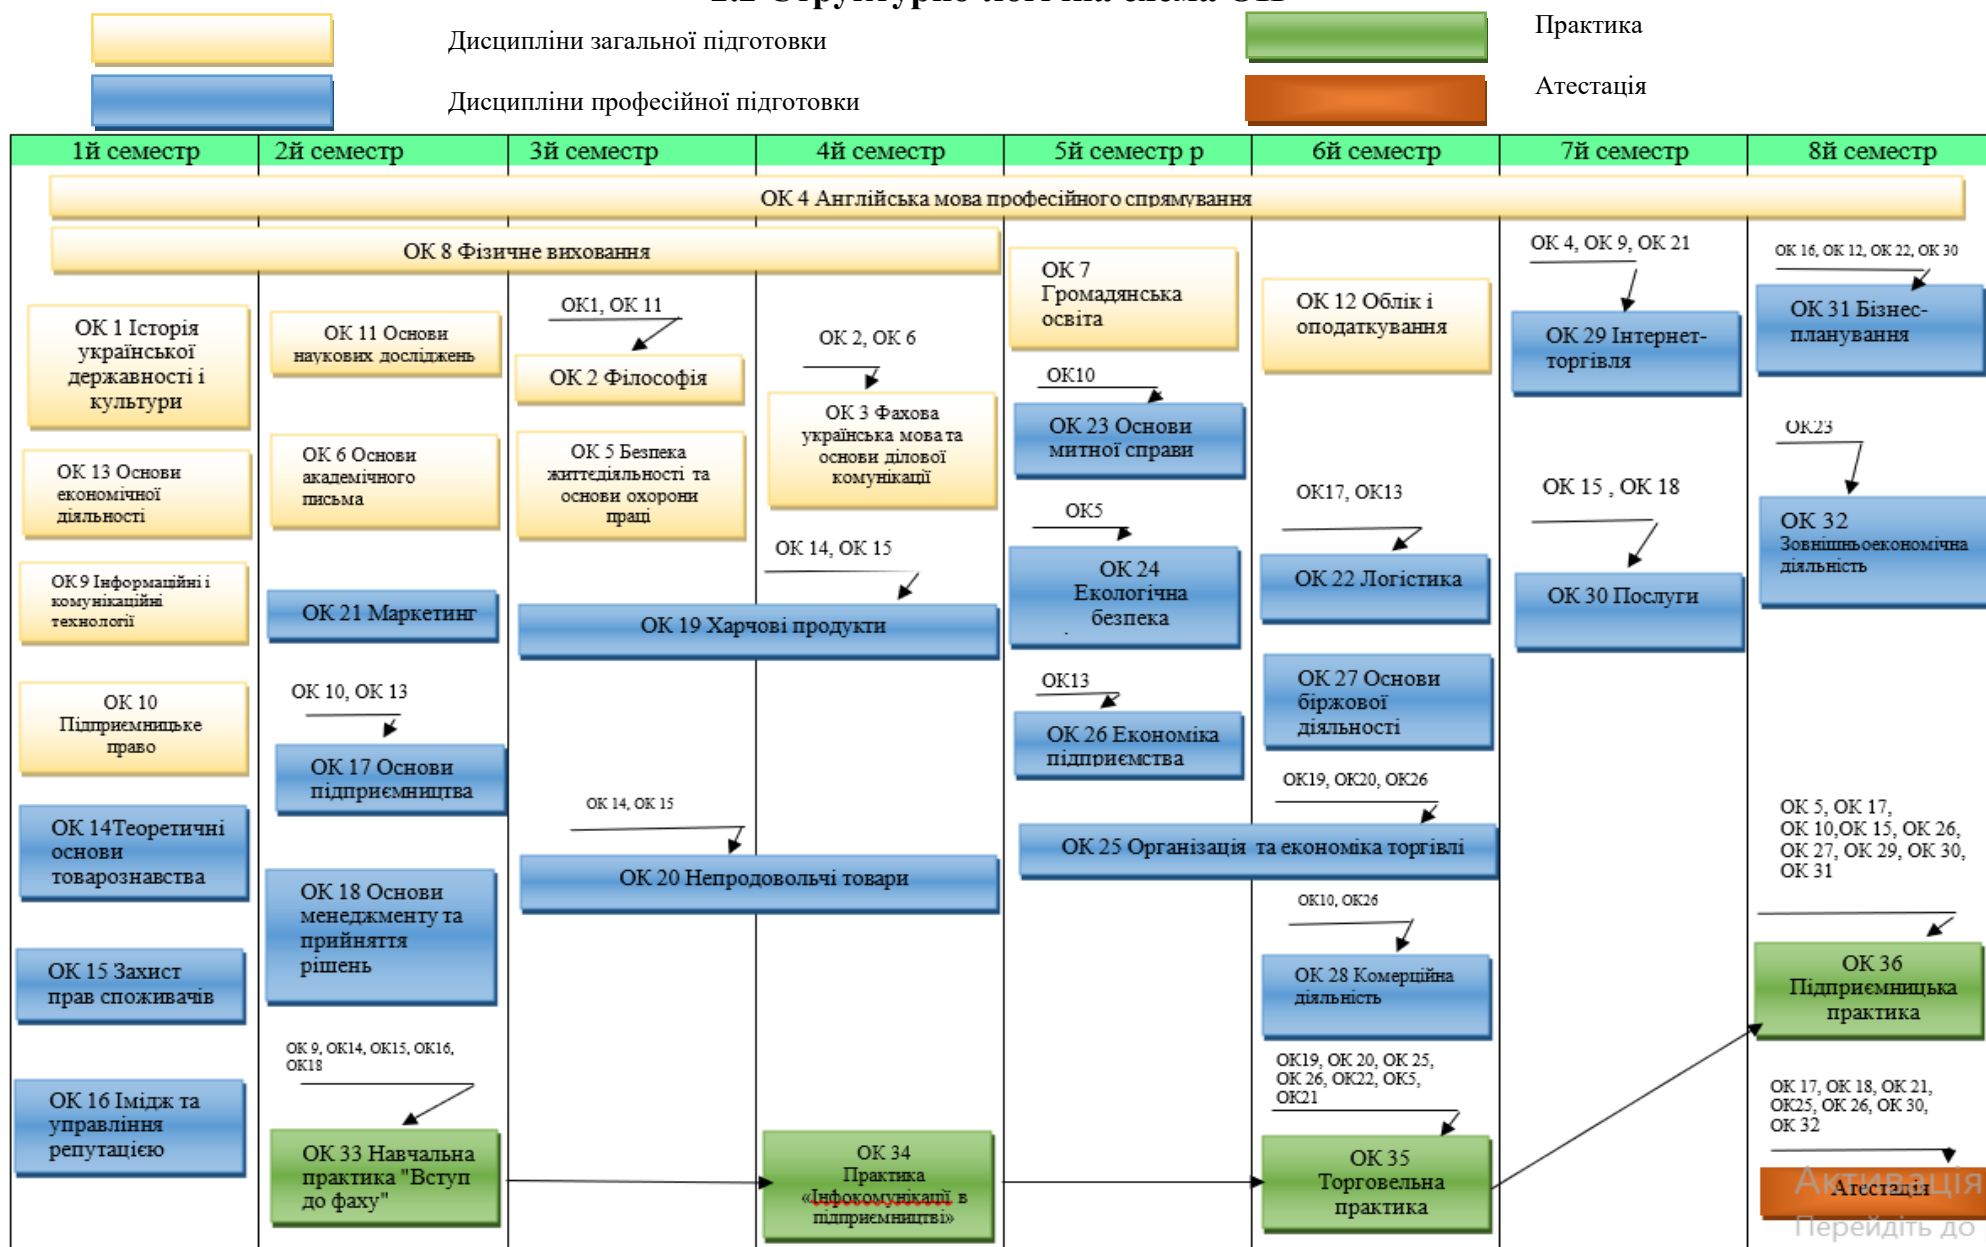 Дисципліни загальної підготовки
Практика
Дисципліни професійної підготовки
Атестація
1й семестр
2й семестр
3й семестр
4й семестр
5й семестр р
6й семестр
7й семестр
8й семестр
ОК 4 Англійська мова професійного спрямування
ОК 8 Фізичне виховання
ОК 1 Історія
української
державності і
культури
ОК 13 Основи
економічної
діяльності
ОК 9 Інформаційні і
комунікаційні
технології
ОК 10
Підприємницьке
право
ОК 14Теоретичні
основи
товарознавства
ОК 15 Захист
прав споживачів
ОК 16 Імідж та
управління
репутацією
ОК 11 Основи
наукових досліджень
ОК 6 Основи
академічного
письма
ОК 21 Маркетинг
ОК 10, ОК 13
ОК 17 Основи
підприємництва
ОК 18 Основи
менеджменту та
прийняття
рішень
ОК 9, ОК14, ОК15, ОК16,
ОК18
ОК 33 Навчальна
практика "Вступ
до фаху"
ОК1, ОК 11
ОК 2 Філософія
ОК 5 Безпека
життєдіяльності та
основи охорони
праці
ОК 2, ОК 6
ОК 3 Фахова
українська мова та
основи ділової
комунікації
ОК 14, ОК 15
ОК 19 Харчові продукти
ОК 14, ОК 15
ОК 20 Непродовольчі товари
ОК 34
Практика
«Інфокомунікації в
підприємництві»
ОК 7
Громадянська
освіта
ОК10
ОК 23 Основи
митної справи
ОК5
ОК 24
Екологічна
безпека
.
ОК13
ОК 26 Економіка
підприємства
ОК 12 Облік і
оподаткування
ОК17, ОК13
ОК 22 Логістика
ОК 27 Основи
біржової
діяльності
ОК19, ОК20, ОК26
ОК 25 Організація та економіка торгівлі
ОК10, ОК26
ОК 28 Комерційна
діяльність
ОК19, ОК 20, ОК 25,
ОК 26, ОК22, ОК5,
ОК21
ОК 35
Торговельна
практика
ОК 4, ОК 9, ОК 21
ОК 29 Інтернет-
торгівля
ОК 15 , ОК 18
ОК 30 Послуги
ОК 16, ОК 12, ОК 22, ОК 30
ОК 31 Бізнес-
планування
ОК23
ОК 32
Зовнішньоекономічна
діяльність
ОК 5, ОК 17,
ОК 10,ОК 15, ОК 26,
ОК 27, ОК 29, ОК 30,
ОК 31
ОК 36
Підприємницька
практика
ОК 17, ОК 18, ОК 21,
ОК25, ОК 26, ОК 30,
ОК 32
Атестація
Активація
Перейдіть до